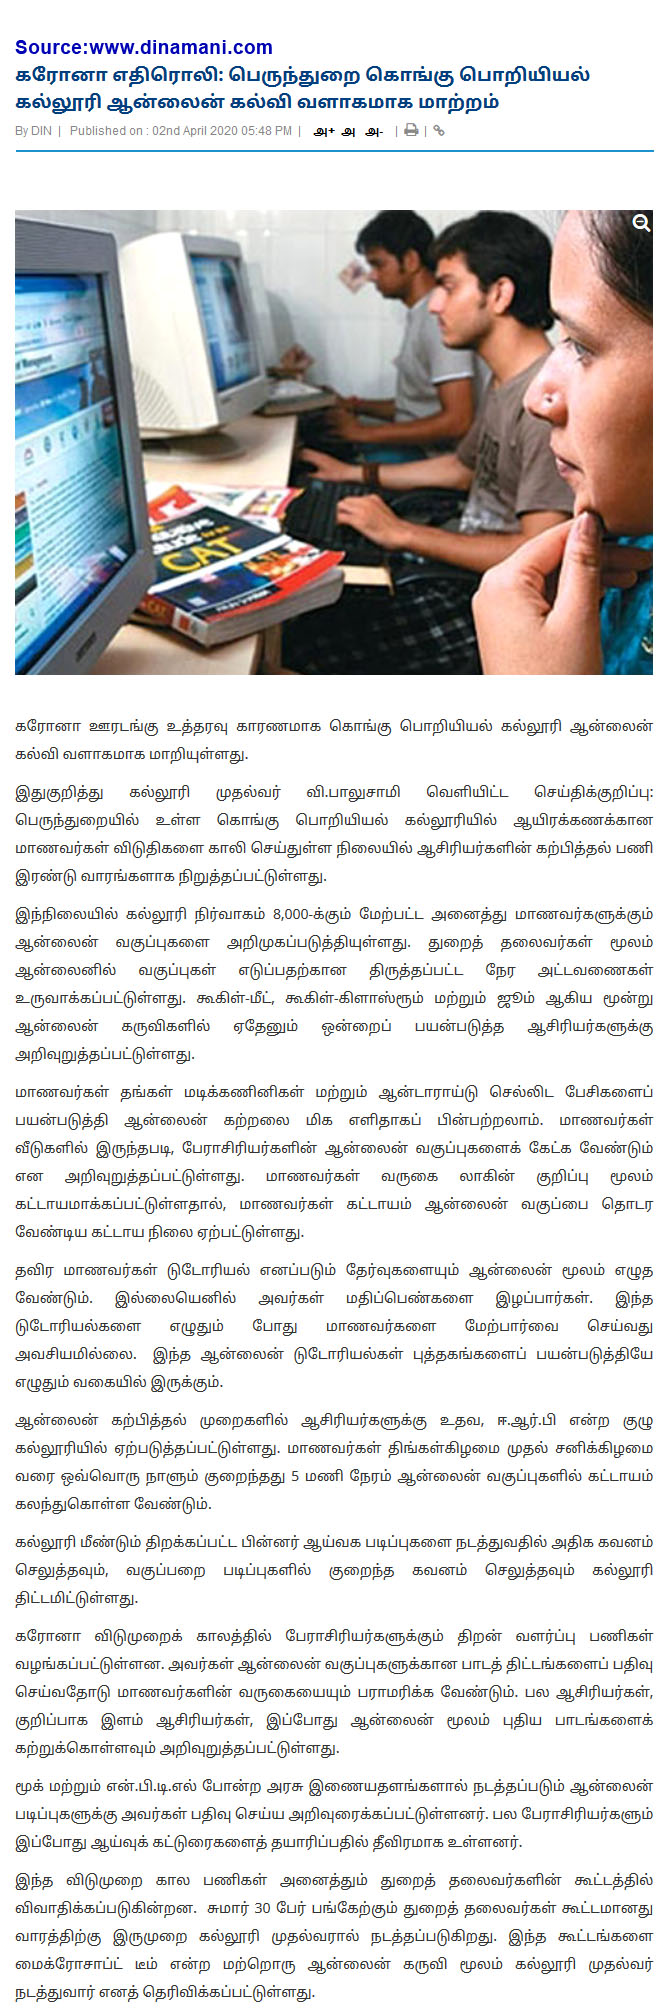 Source:www.dinamani.com
கரோனா எதிரொலி: பெருந்துறை கொங்கு பொறியியல்
கல்லூரி ஆன்லைன் கல்வி வளாகமாக மாற்றம்
By DIN | Published on : 02nd April 2020 05:48 PM | அ+ அ அ- | |
CAT
கரோனா ஊரடங்கு உத்தரவு காரணமாக கொங்கு பொறியியல் கல்லூரி ஆன்லைன்
கல்வி வளாகமாக மாறியுள்ளது.
இதுகுறித்து கல்லூரி முதல்வர் வி.பாலுசாமி வெளியிட்ட செய்திக்குறிப்பு:
பெருந்துறையில் உள்ள கொங்கு பொறியியல் கல்லூரியில் ஆயிரக்கணக்கான
மாணவர்கள் விடுதிகளை காலி செய்துள்ள நிலையில் ஆசிரியர்களின் கற்பித்தல் பணி
இரண்டு வாரங்களாக நிறுத்தப்பட்டுள்ளது.
இந்நிலையில் கல்லூரி நிர்வாகம் 8,000-க்கும் மேற்பட்ட அனைத்து மாணவர்களுக்கும்
ஆன்லைன் வகுப்புகளை அறிமுகப்படுத்தியுள்ளது. துறைத் தலைவர்கள் மூலம்
ஆன்லைனில் வகுப்புகள் எடுப்பதற்கான திருத்தப்பட்ட நேர அட்டவணைகள்
உருவாக்கப்பட்டுள்ளது. கூகிள்-மீட், கூகிள்-கிளாஸ்ரூம் மற்றும் ஜூம் ஆகிய மூன்று
ஆன்லைன் கருவிகளில் ஏதேனும் ஒன்றைப் பயன்படுத்த ஆசிரியர்களுக்கு
அறிவுறுத்தப்பட்டுள்ளது.
மாணவர்கள் தங்கள் மடிக்கணினிகள் மற்றும் ஆன்டாராய்டு செல்லிட பேசிகளைப்
பயன்படுத்தி ஆன்லைன் கற்றலை மிக எளிதாகப் பின்பற்றலாம். மாணவர்கள்
வீடுகளில் இருந்தபடி, பேராசிரியர்களின் ஆன்லைன் வகுப்புகளைக் கேட்க வேண்டும்
என அறிவுறுத்தப்பட்டுள்ளது. மாணவர்கள் வருகை லாகின் குறிப்பு மூலம்
கட்டாயமாக்கப்பட்டுள்ளதால், மாணவர்கள் கட்டாயம் ஆன்லைன் வகுப்பை தொடர
வேண்டிய கட்டாய நிலை ஏற்பட்டுள்ளது.
தவிர மாணவர்கள் டுடோரியல் எனப்படும் தேர்வுகளையும் ஆன்லைன் மூலம் எழுத
வேண்டும். இல்லையெனில் அவர்கள் மதிப்பெண்களை இழப்பார்கள். இந்த
டுடோரியல்களை எழுதும் போது மாணவர்களை மேற்பார்வை செய்வது
அவசியமில்லை. இந்த ஆன்லைன் டுடோரியல்கள் புத்தகங்களைப் பயன்படுத்தியே
எழுதும் வகையில் இருக்கும்.
ஆன்லைன் கற்பித்தல் முறைகளில் ஆசிரியர்களுக்கு உதவ, ஈ.ஆர்.பி என்ற குழு
கல்லூரியில் ஏற்படுத்தப்பட்டுள்ளது. மாணவர்கள் திங்கள்கிழமை முதல் சனிக்கிழமை
வரை ஒவ்வொரு நாளும் குறைந்தது 5 மணி நேரம் ஆன்லைன் வகுப்புகளில் கட்டாயம்
கலந்துகொள்ள வேண்டும்.
கல்லூரி மீண்டும் திறக்கப்பட்ட பின்னர் ஆய்வக படிப்புகளை நடத்துவதில் அதிக கவனம்
செலுத்தவும், வகுப்பறை படிப்புகளில் குறைந்த கவனம் செலுத்தவும் கல்லூரி
திட்டமிட்டுள்ளது.
கரோனா விடுமுறைக் காலத்தில் பேராசிரியர்களுக்கும் திறன் வளர்ப்பு பணிகள்
வழங்கப்பட்டுள்ளன. அவர்கள் ஆன்லைன் வகுப்புகளுக்கான பாடத் திட்டங்களைப் பதிவு
செய்வதோடு மாணவர்களின் வருகையையும் பராமரிக்க வேண்டும். பல ஆசிரியர்கள்,
குறிப்பாக இளம் ஆசிரியர்கள், இப்போது ஆன்லைன் மூலம் புதிய பாடங்களைக்
கற்றுக்கொள்ளவும் அறிவுறுத்தப்பட்டுள்ளது.
மூக் மற்றும் என்.பி.டி.எல் போன்ற அரசு இணையதளங்களால் நடத்தப்படும் ஆன்லைன்
படிப்புகளுக்கு அவர்கள் பதிவு செய்ய அறிவுரைக்கப்பட்டுள்ளனர். பல பேராசிரியர்களும்
இப்போது ஆய்வுக் கட்டுரைகளைத் தயாரிப்பதில் தீவிரமாக உள்ளனர்.
இந்த விடுமுறை கால பணிகள் அனைத்தும் துறைத் தலைவர்களின் கூட்டத்தில்
விவாதிக்கப்படுகின்றன. சுமார் 30 பேர் பங்கேற்கும் துறைத் தலைவர்கள் கூட்டமானது
வாரத்திற்கு இருமுறை கல்லூரி முதல்வரால் நடத்தப்படுகிறது. இந்த கூட்டங்களை
மைக்ரோசாப்ட் டீம் என்ற மற்றொரு ஆன்லைன் கருவி மூலம் கல்லூரி முதல்வர்
நடத்துவார் எனத் தெரிவிக்கப்பட்டுள்ளது.